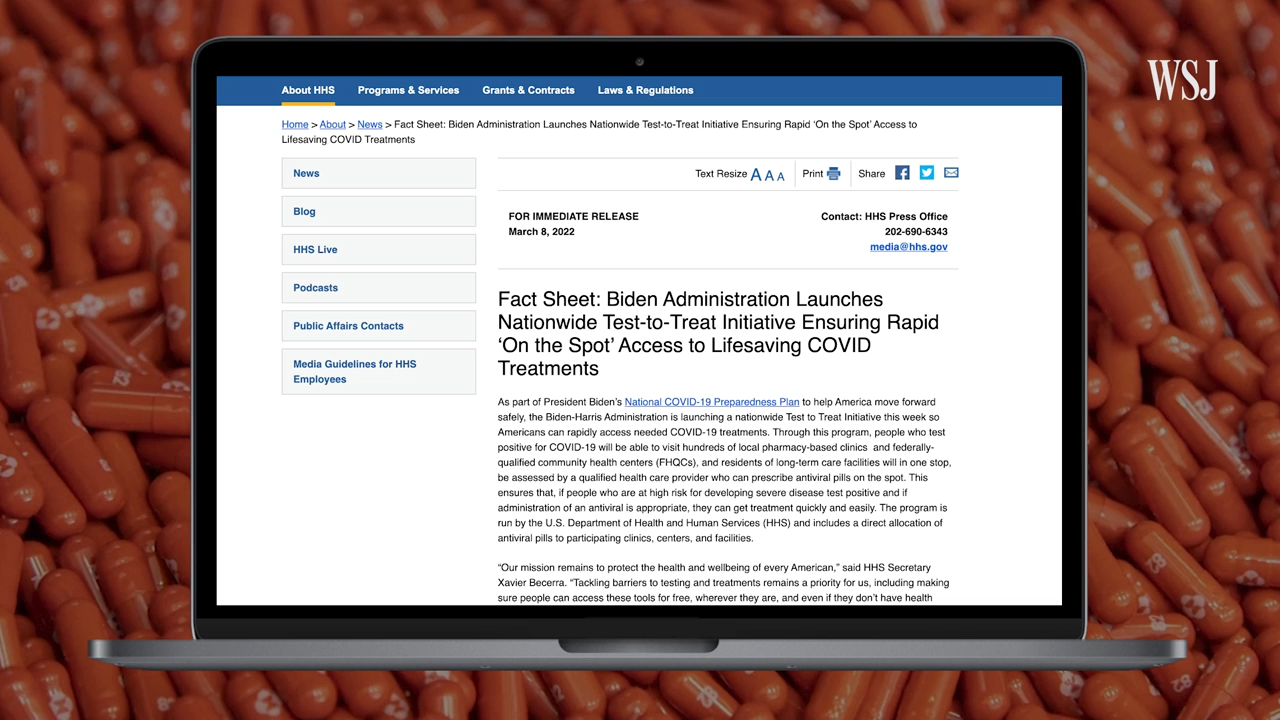 WSJ
About HHS Programs & Services Grants & Contracts Laws & Regulations
Home > About > News > Fact Sheet: Biden Administration Launches Nationwide Test-to-Treat Initiative Ensuring Rapid ‘On the Spot’ Access to
Lifesaving COVID Treatments
News
Blog
HHS Live
Podcasts
Public Affairs Contacts
Media Guidelines for HHS
Employees
Text Resize A A A Print Share
FOR IMMEDIATE RELEASE
March 8, 2022
Contact: HHS Press Office
202-690-6343
media@hhs.gov
Fact Sheet: Biden Administration Launches
Nationwide Test-to-Treat Initiative Ensuring Rapid
‘On the Spot’ Access to Lifesaving COVID
Treatments
As part of President Biden’s National COVID-19 Preparedness Plan to help America move forward
safely, the Biden-Harris Administration is launching a nationwide Test to Treat Initiative this week so
Americans can rapidly access needed COVID-19 treatments. Through this program, people who test
positive for COVID-19 will be able to visit hundreds of local pharmacy-based clinics and federally-
qualified community health centers (FHQCs), and residents of long-term care facilities will in one stop,
be assessed by a qualified health care provider who can prescribe antiviral pills on the spot. This
ensures that, if people who are at high risk for developing severe disease test positive and if
administration of an antiviral is appropriate, they can get treatment quickly and easily. The program is
run by the U.S. Department of Health and Human Services (HHS) and includes a direct allocation of
antiviral pills to participating clinics, centers, and facilities.
“Our mission remains to protect the health and wellbeing of every American,” said HHS Secretary
Xavier Becerra. “Tackling barriers to testing and treatments remains a priority for us, including making
sure people can access these tools for free, wherever they are, and even if they don’t have health